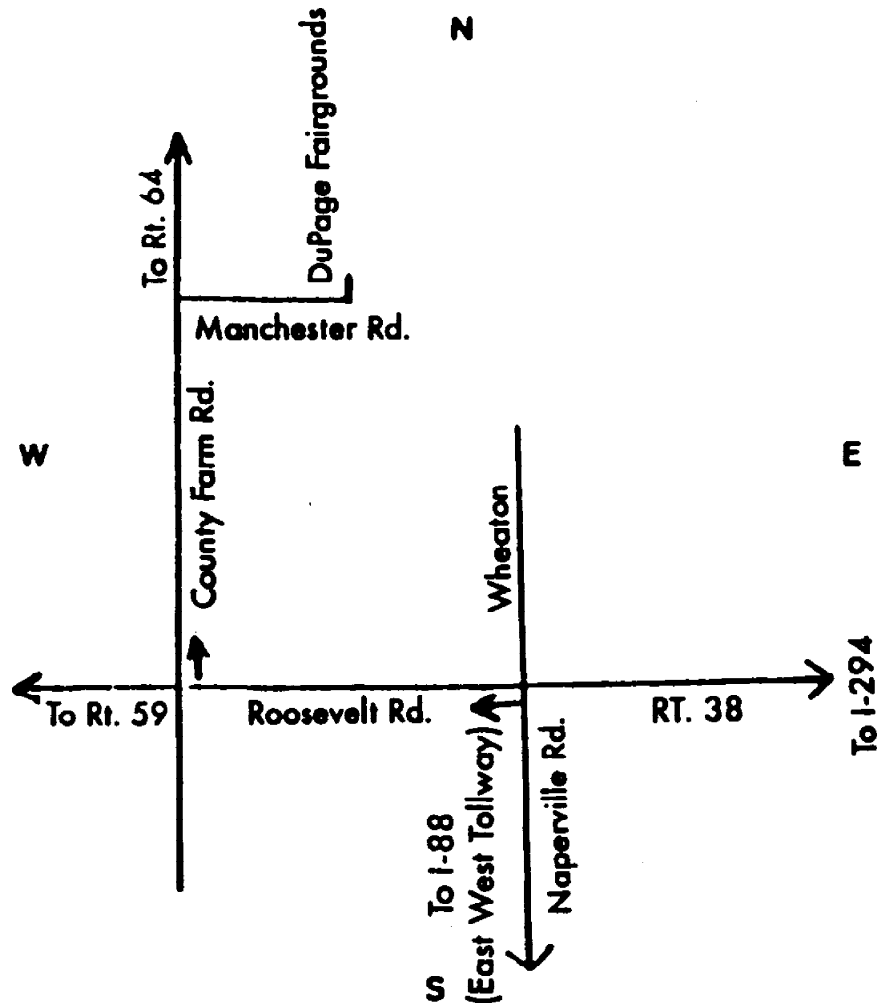 N
DuPage Fairgrounds
To Rt. 64
Manchester Rd.
County Farm Rd.
W
E
Wheaton
To Rt. 59
Roosevelt Rd.
RT. 38
To I-294
To I-88
(East West Tollway)
Naperville Rd.
S